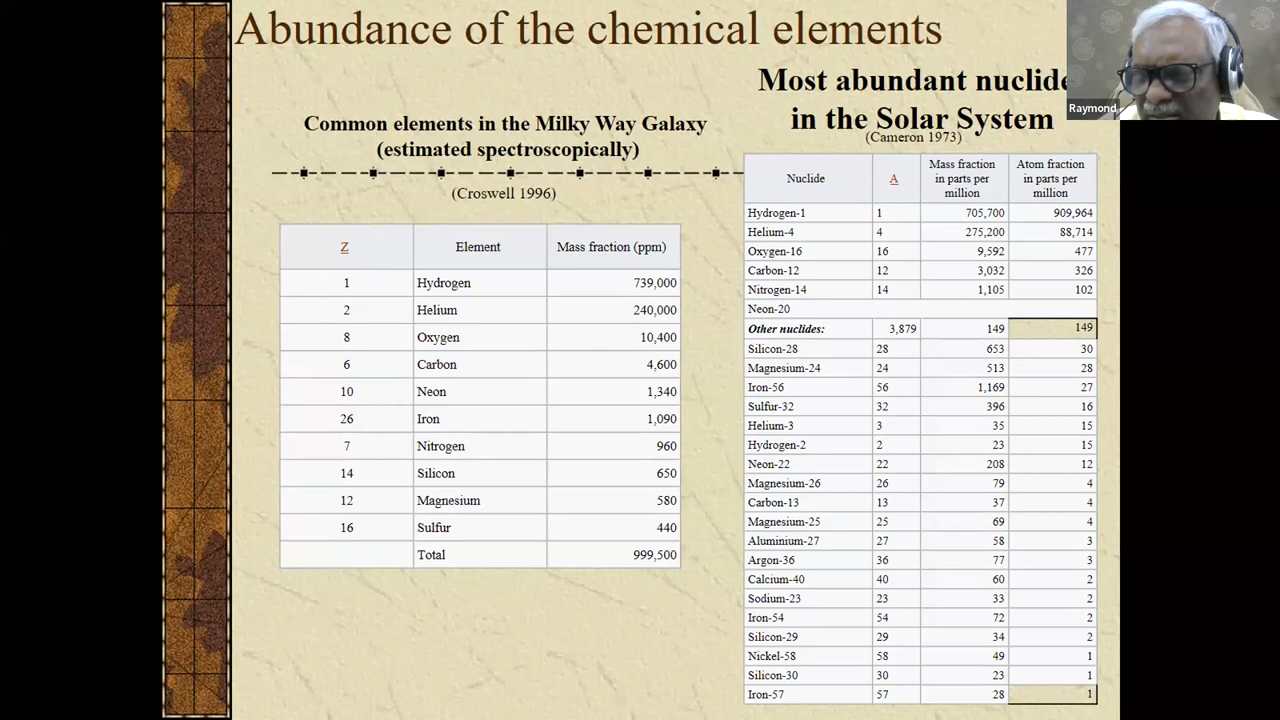 Abundance of the chemical elements
Raymond
Common elements in the Milky Way Galaxy
(estimated spectroscopically)
(Croswell 1996)
Z Element Mass fraction (ppm)
1 Hydrogen 739,000
2 Helium 240,000
8 Oxygen 10,400
6 Carbon 4,600
10 Neon 1,340
26 Iron 1,090
7 Nitrogen 960
14 Silicon 650
12 Magnesium 580
16 Sulfur 440
Total 999,500
Most abundant nuclide
in the Solar System
(Cameron 1973)
Nuclide A Mass fraction in parts per million Atom fraction in parts per million
Hydrogen-1 1 705,700 909,964
Helium-4 4 275,200 88,714
Oxygen-16 16 9,592 477
Carbon-12 12 3,032 326
Nitrogen-14 14 1,105 102
Neon-20
Other nuclides: 3,879 149 149
Silicon-28 28 653 30
Magnesium-24 24 513 28
Iron-56 56 1,169 27
Sulfur-32 32 396 16
Helium-3 3 35 15
Hydrogen-2 2 23 15
Neon-22 22 208 12
Magnesium-26 26 79 4
Carbon-13 13 37 4
Magnesium-25 25 69 4
Aluminium-27 27 58 3
Argon-36 36 77 3
Calcium-40 40 60 2
Sodium-23 23 33 2
Iron-54 54 72 2
Silicon-29 29 34 2
Nickel-58 58 49 1
Silicon-30 30 23 1
Iron-57 57 28 1